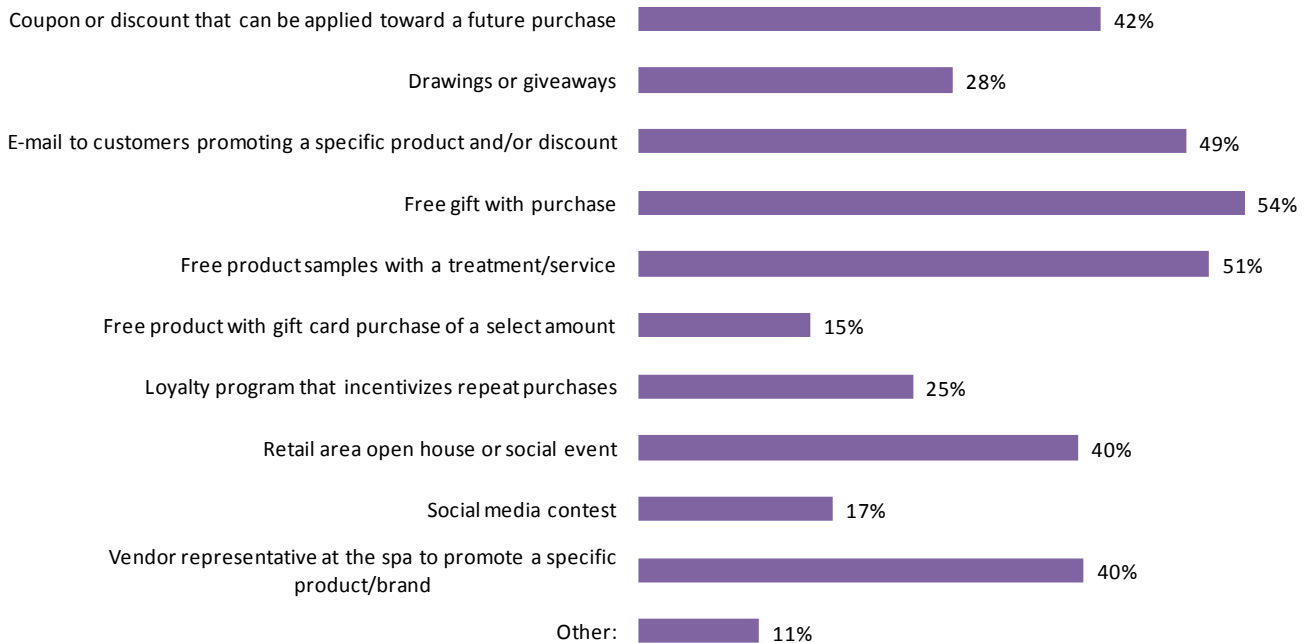 Coupon or discount that can be applied toward a future purchase 42%
Drawings or giveaways 28%
E-mail to customers promoting a specific product and/or discount 49%
Free gift with purchase 54%
Free product samples with a treatment/service 51%
Free product with gift card purchase of a select amount 15%
Loyalty program that incentivizes repeat purchases 25%
Retail area open house or social event 40%
Social media contest 17%
Vendor representative at the spa to promote a specific
product/brand 40%
Other: 11%